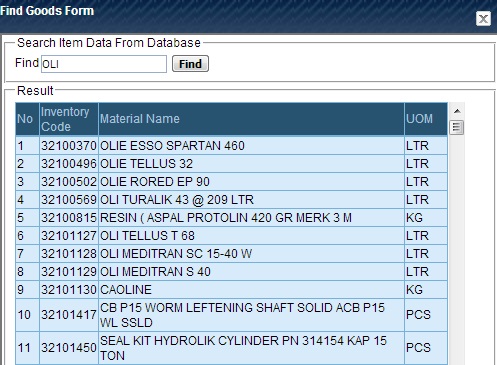 Find Goods Form
Search Item Data From Database
Find OLI Find
Result
No Inventory Code Material Name UOM
1 32100370 OLIE ESSO SPARTAN 460 LTR
2 32100496 OLIE TELLUS 32 LTR
3 32100502 OLIE RORED EP 90 LTR
4 32100569 OLI TURALIK 43 @ 209 LTR LTR
5 32100815 RESIN ( ASPAL PROTOLIN 420 GR MERK 3 M KG
6 32101127 OLI TELLUS T 68 LTR
7 32101128 OLI MEDITRAN SC 15-40 W LTR
8 32101129 OLI MEDITRAN S 40 LTR
9 32101130 CAOLINE KG
10 32101417 CB P15 WORM LEFTENING SHAFT SOLID ACB P15
WL SSLD PCS
11 32101450 SEAL KIT HYDROLIK CYLINDER PN 314154 KAP 15
TON PCS